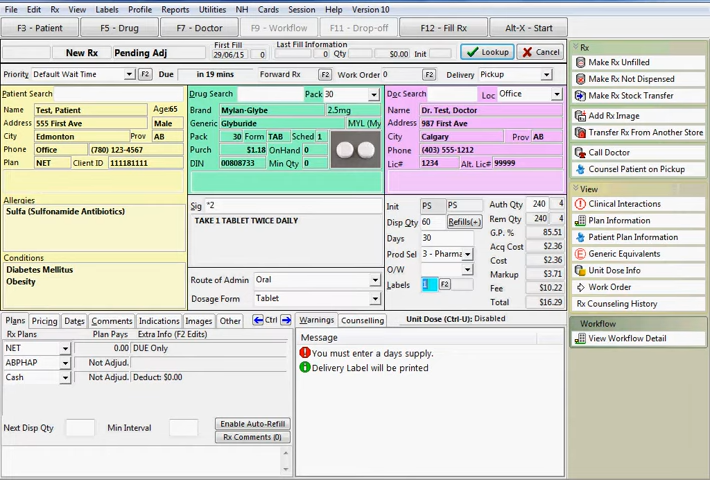 File Edit Rx View Labels Profile Reports Utilities NH Cards Session Help Version 10
F3 - Patient F5 - Drug F7 - Doctor F9 - Workflow F11 - Drop-off F12 - Fill Rx Alt-X - Start
New Rx Pending Adj First Fill 29/06/15 0 Last Fill Information Qty $0.00 Init Lookup Cancel
Priority Default Wait Time F2 Due in 19 mins Forward Rx F2 Work Order 0 F2 Delivery Pickup
Patient Search
Name Test, Patient Age: 65
Address 555 First Ave Male
City Edmonton Prov AB
Phone Office (780) 123-4567
Plan NET Client ID 111181111
Allergies
Sulfa (Sulfonamide Antibiotics)
Conditions
Diabetes Mellitus
Obesity
Drug Search Pack 30
Brand Mylan-Glybe 2.5mg
Generic Glyburide MYL (My
Pack 30 Form TAB Sched 1
Purch $1.18 OnHand 0
DIN 00808733 Min Qty 0
Doc Search Loc Office
Name Dr. Test, Doctor
Address 987 First Ave
City Calgary Prov AB
Phone (403) 555-1212
Lic# 1234 Alt. Lic# 99999
Sig *2
TAKE 1 TABLET TWICE DAILY
Route of Admin Oral
Dosage Form Tablet
Init PS PS
Disp Qty 60 Refills(+)
Days 30
Prod Sel 3 - Pharma
O/W
Labels 1 F2
Auth Qty 240 4
Rem Qty 240 4
G.P. % 85.51
Acq Cost $2.36
Cost $2.36
Markup $3.71
Fee $10.22
Total $16.29
Plans Pricing Dates Comments Indications Images Other Ctrl
Rx Plans Plan Pays Extra Info (F2 Edits)
NET 0.00 DUE Only
ABPHAP Not Adjud.
Cash Not Adjud. Deduct: $0.00
Next Disp Qty Min Interval Enable Auto-Refill
Rx Comments (0)
Warnings Counselling Unit Dose (Ctrl-U): Disabled
Message
You must enter a days supply.
Delivery Label will be printed
Rx
Make Rx Unfilled
Make Rx Not Dispensed
Make Rx Stock Transfer
Add Rx Image
Transfer Rx From Another Store
Call Doctor
Counsel Patient on Pickup
View
Clinical Interactions
Plan Information
Patient Plan Information
Generic Equivalents
Unit Dose Info
Work Order
Rx Counseling History
Workflow
View Workflow Detail